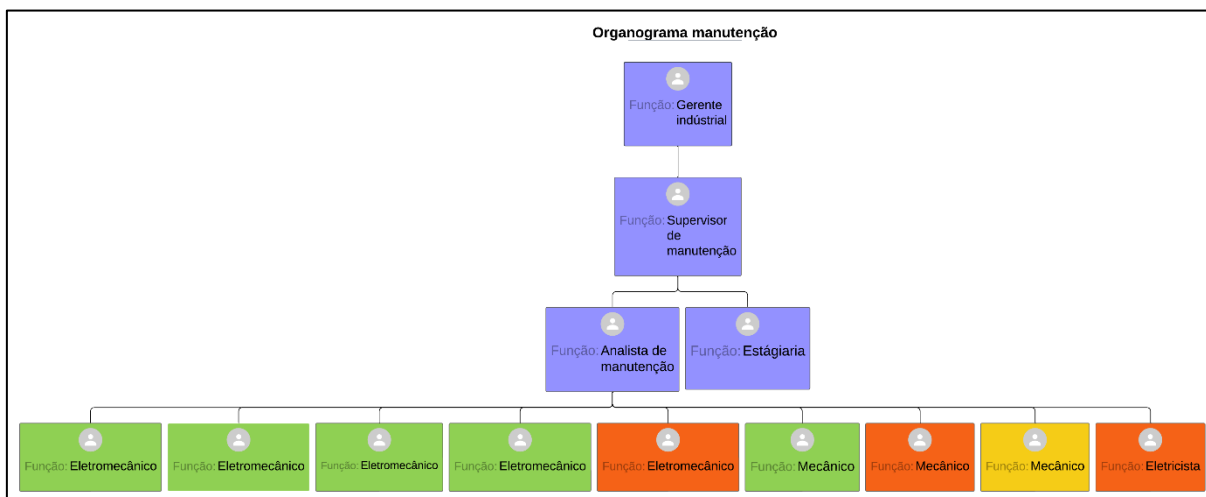 Organograma manutenção
Função: Gerente
indústrial
Função: Supervisor
de
manutenção
Função: Analista de
manutenção
Função: Estágiaria
Função: Eletromecânico
Função: Eletromecânico
Função: Eletromecânico
Função: Eletromecânico
Função: Eletromecânico
Função: Mecânico
Função: Mecânico
Função: Mecânico
Função: Eletricista